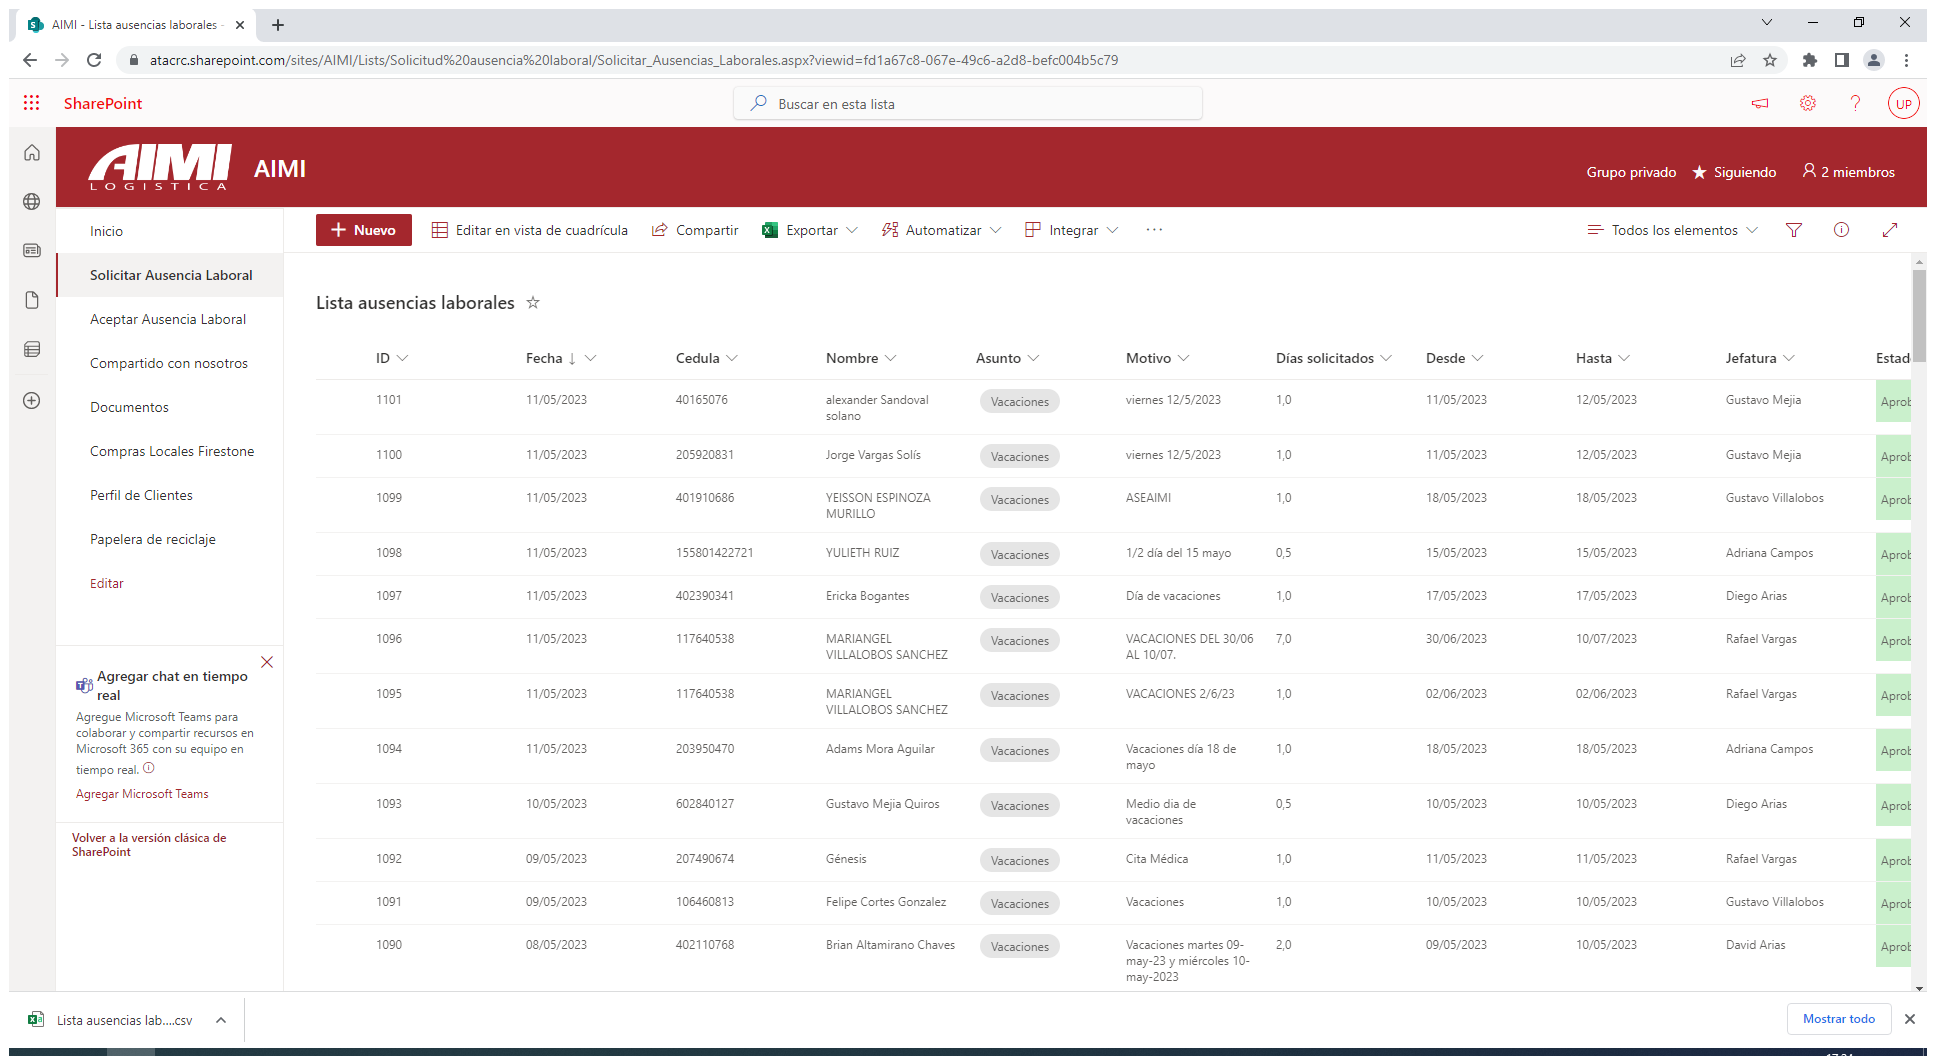 AIMI - Lista ausencias laborales -
atacrc.sharepoint.com/sites/AIMI/Lists/Solicitud%20ausencia%20laboral/Solicitar_Ausencias_Laborales.aspx?viewid=fd1a67c8-067e-49c6-a2d8-befc004b5c79
SharePoint
Buscar en esta lista
UP
AIMI
LOGISTICA
AIMI
Grupo privado
Siguiendo
2 miembros
Inicio
Solicitar Ausencia Laboral
Aceptar Ausencia Laboral
Compartido con nosotros
Documentos
Compras Locales Firestone
Perfil de Clientes
Papelera de reciclaje
Editar
Agregar chat en tiempo
real
Agregue Microsoft Teams para
colaborar y compartir recursos en
Microsoft 365 con su equipo en
tiempo real.
Agregar Microsoft Teams
Volver a la versión clásica de
SharePoint
Nuevo Editar en vista de cuadrícula Compartir Exportar Automatizar Integrar ··· Todos los elementos
Lista ausencias laborales
ID Fecha Cedula Nombre Asunto Motivo Días solicitados Desde Hasta Jefatura Estad
1101 11/05/2023 40165076 alexander Sandoval Vacaciones viernes 12/5/2023 1,0 11/05/2023 12/05/2023 Gustavo Mejia Aprob
solano
1100 11/05/2023 205920831 Jorge Vargas Solís Vacaciones viernes 12/5/2023 1,0 11/05/2023 12/05/2023 Gustavo Mejia Aprob
1099 11/05/2023 401910686 YEISSON ESPINOZA Vacaciones ASEAIMI 1,0 18/05/2023 18/05/2023 Gustavo Villalobos Aprob
MURILLO
1098 11/05/2023 155801422721 YULIETH RUIZ Vacaciones 1/2 día del 15 mayo 0,5 15/05/2023 15/05/2023 Adriana Campos Aprob
1097 11/05/2023 402390341 Ericka Bogantes Vacaciones Día de vacaciones 1,0 17/05/2023 17/05/2023 Diego Arias Aprob
1096 11/05/2023 117640538 MARIANGEL Vacaciones VACACIONES DEL 30/06 7,0 30/06/2023 10/07/2023 Rafael Vargas Aprob
VILLALOBOS SANCHEZ AL 10/07.
1095 11/05/2023 117640538 MARIANGEL Vacaciones VACACIONES 2/6/23 1,0 02/06/2023 02/06/2023 Rafael Vargas Aprob
VILLALOBOS SANCHEZ
1094 11/05/2023 203950470 Adams Mora Aguilar Vacaciones Vacaciones día 18 de 1,0 18/05/2023 18/05/2023 Adriana Campos Aprob
mayo
1093 10/05/2023 602840127 Gustavo Mejia Quiros Vacaciones Medio dia de 0,5 10/05/2023 10/05/2023 Diego Arias Aprob
vacaciones
1092 09/05/2023 207490674 Génesis Vacaciones Cita Médica 1,0 11/05/2023 11/05/2023 Rafael Vargas Aprob
1091 09/05/2023 106460813 Felipe Cortes Gonzalez Vacaciones Vacaciones 1,0 10/05/2023 10/05/2023 Gustavo Villalobos Aprob
1090 08/05/2023 402110768 Brian Altamirano Chaves Vacaciones Vacaciones martes 09- 2,0 09/05/2023 10/05/2023 David Arias Aprob
may-23 y miércoles 10-
may-2023
Lista ausencias lab....csv
Mostrar todo